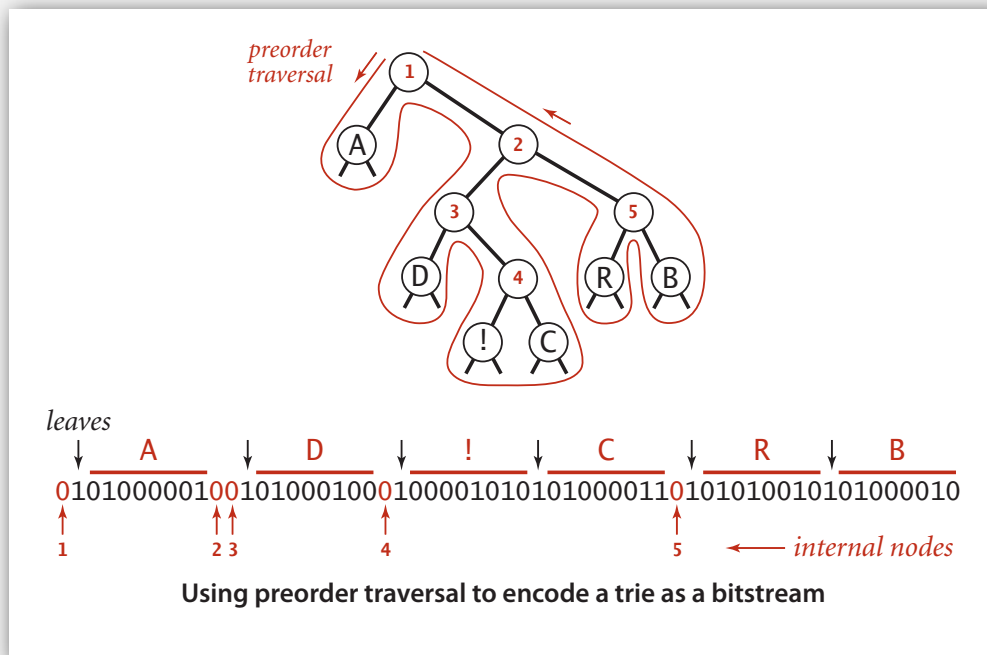 preorder
traversal
1
A
2
3
5
D
4
R
B
!
C
leaves
A D ! C R B
01010000010010100010001000010101010000110101010010101000010
1 2 3 4 5 internal nodes
Using preorder traversal to encode a trie as a bitstream